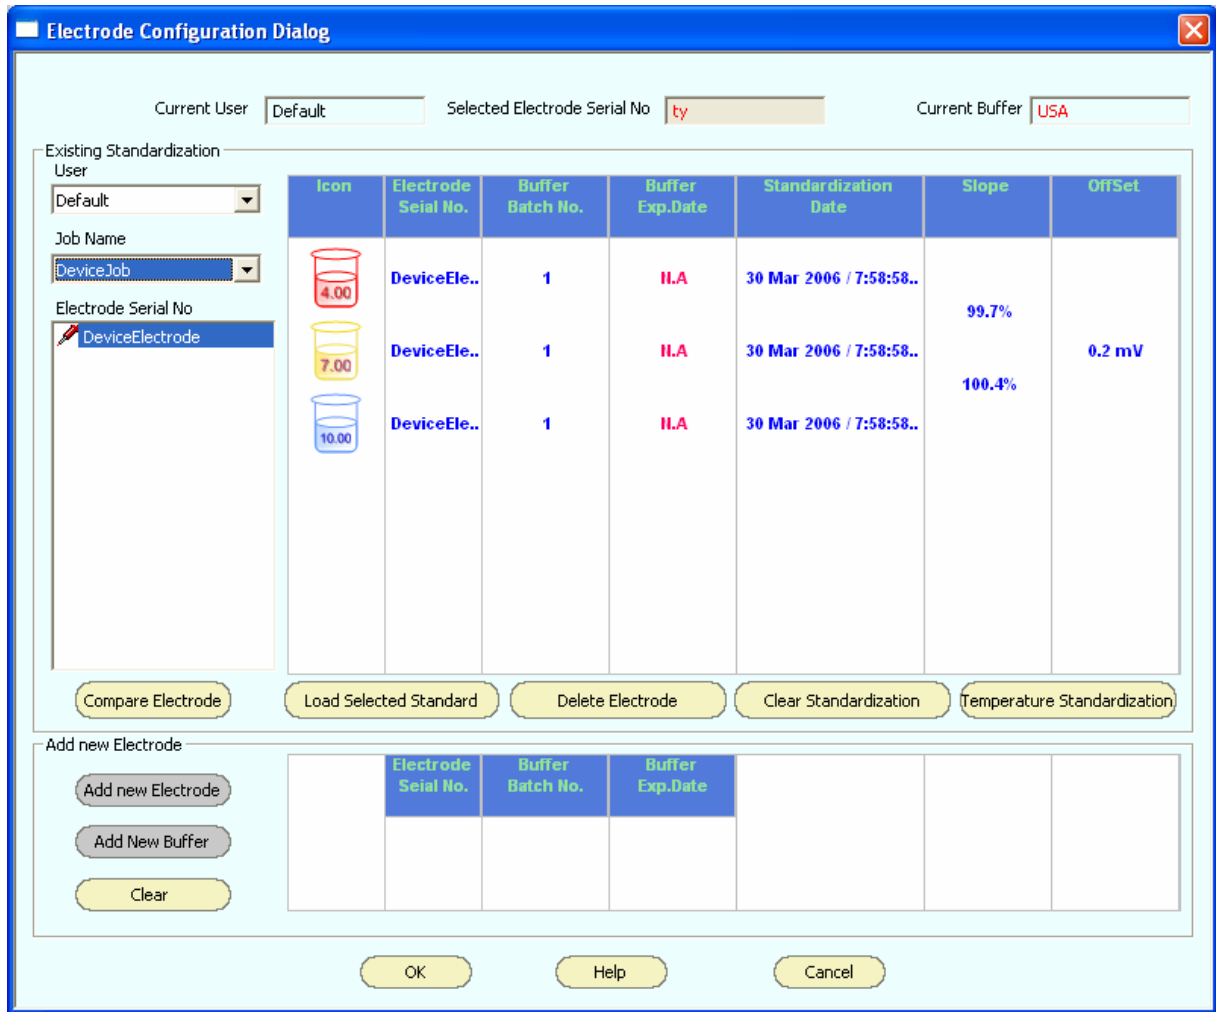 Electrode Configuration Dialog
Current User Default Selected Electrode Serial No ty Current Buffer USA
Existing Standardization
User
Default
Job Name
DeviceJob
Electrode Serial No
DeviceElectrode
Icon Electrode Seial No. Buffer Batch No. Buffer Exp.Date Standardization Date Slope OffSet
4.00 DeviceEle.. 1 N.A 30 Mar 2006 / 7:58:58..
99.7%
7.00 DeviceEle.. 1 N.A 30 Mar 2006 / 7:58:58.. 0.2 mV
100.4%
10.00 DeviceEle.. 1 N.A 30 Mar 2006 / 7:58:58..
Compare Electrode Load Selected Standard Delete Electrode Clear Standardization Temperature Standardization
Add new Electrode
Electrode Seial No. Buffer Batch No. Buffer Exp.Date
Add new Electrode
Add New Buffer
Clear
OK Help Cancel